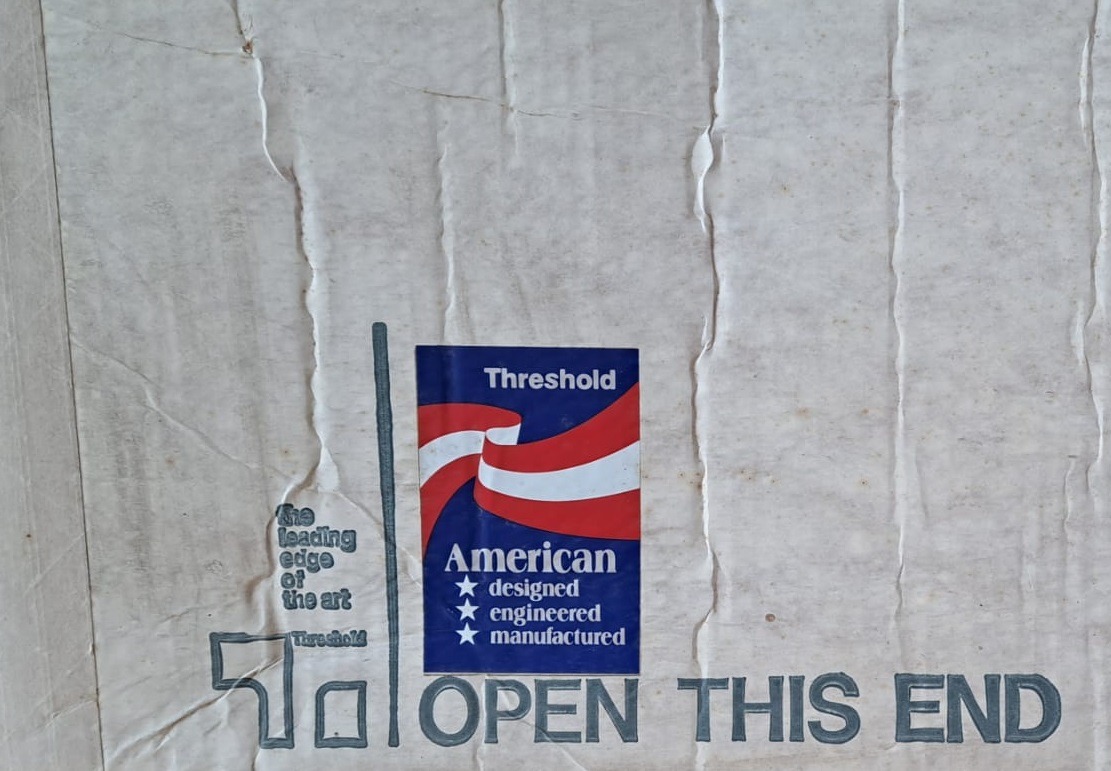 Threshold
American
designed
engineered
manufactured
the
leading
edge
of
the art
Threshold
OPEN THIS END